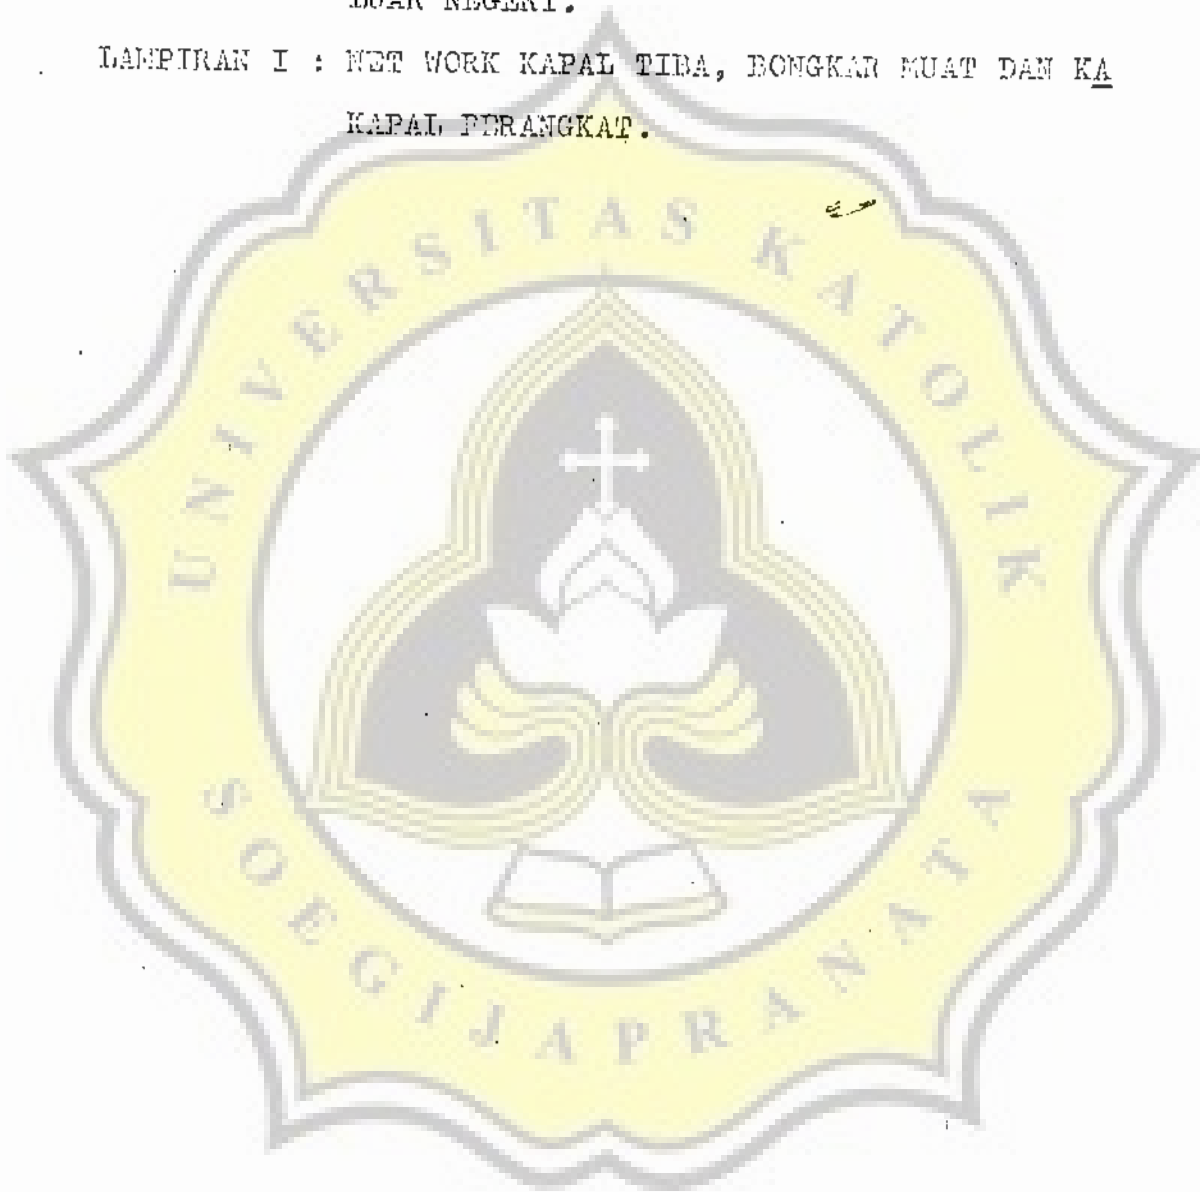 LUAR NEGERI.
LAMPIRAN I : NET WORK KAPAL TIBA, BONGKAR MUAT DAN KA
KAPAL BERANGKAT.
UNIVERSITAS KATOLIK
SOEGIJAPRANATA